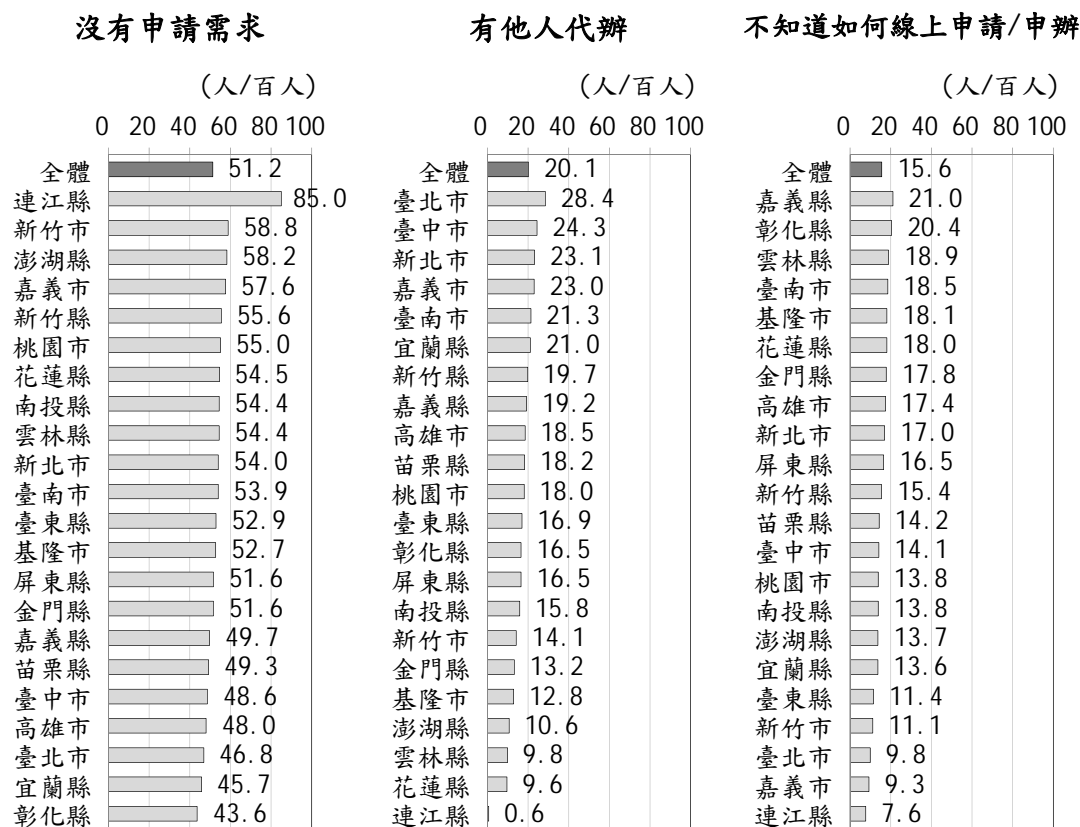 沒有申請需求
(人/百人)
0 20 40 60 80 100
全體 51.2
連江縣 85.0
新竹市 58.8
澎湖縣 58.2
嘉義市 57.6
新竹縣 55.6
桃園市 55.0
花蓮縣 54.5
南投縣 54.4
雲林縣 54.4
新北市 54.0
臺南市 53.9
臺東縣 52.9
基隆市 52.7
屏東縣 51.6
金門縣 51.6
嘉義縣 49.7
苗栗縣 49.3
臺中市 48.6
高雄市 48.0
臺北市 46.8
宜蘭縣 45.7
彰化縣 43.6
有他人代辦
(人/百人)
0 20 40 60 80 100
全體 20.1
臺北市 28.4
臺中市 24.3
新北市 23.1
嘉義市 23.0
臺南市 21.3
宜蘭縣 21.0
新竹縣 19.7
嘉義縣 19.2
高雄市 18.5
苗栗縣 18.2
桃園市 18.0
臺東縣 16.9
彰化縣 16.5
屏東縣 16.5
南投縣 15.8
新竹市 14.1
金門縣 13.2
基隆市 12.8
澎湖縣 10.6
雲林縣 9.8
花蓮縣 9.6
連江縣 0.6
不知道如何線上申請/申辦
(人/百人)
0 20 40 60 80 100
全體 15.6
嘉義縣 21.0
彰化縣 20.4
雲林縣 18.9
臺南市 18.5
基隆市 18.1
花蓮縣 18.0
金門縣 17.8
高雄市 17.4
新北市 17.0
屏東縣 16.5
新竹縣 15.4
苗栗縣 14.2
臺中市 14.1
桃園市 13.8
南投縣 13.8
澎湖縣 13.7
宜蘭縣 13.6
臺東縣 11.4
新竹市 11.1
臺北市 9.8
嘉義市 9.3
連江縣 7.6